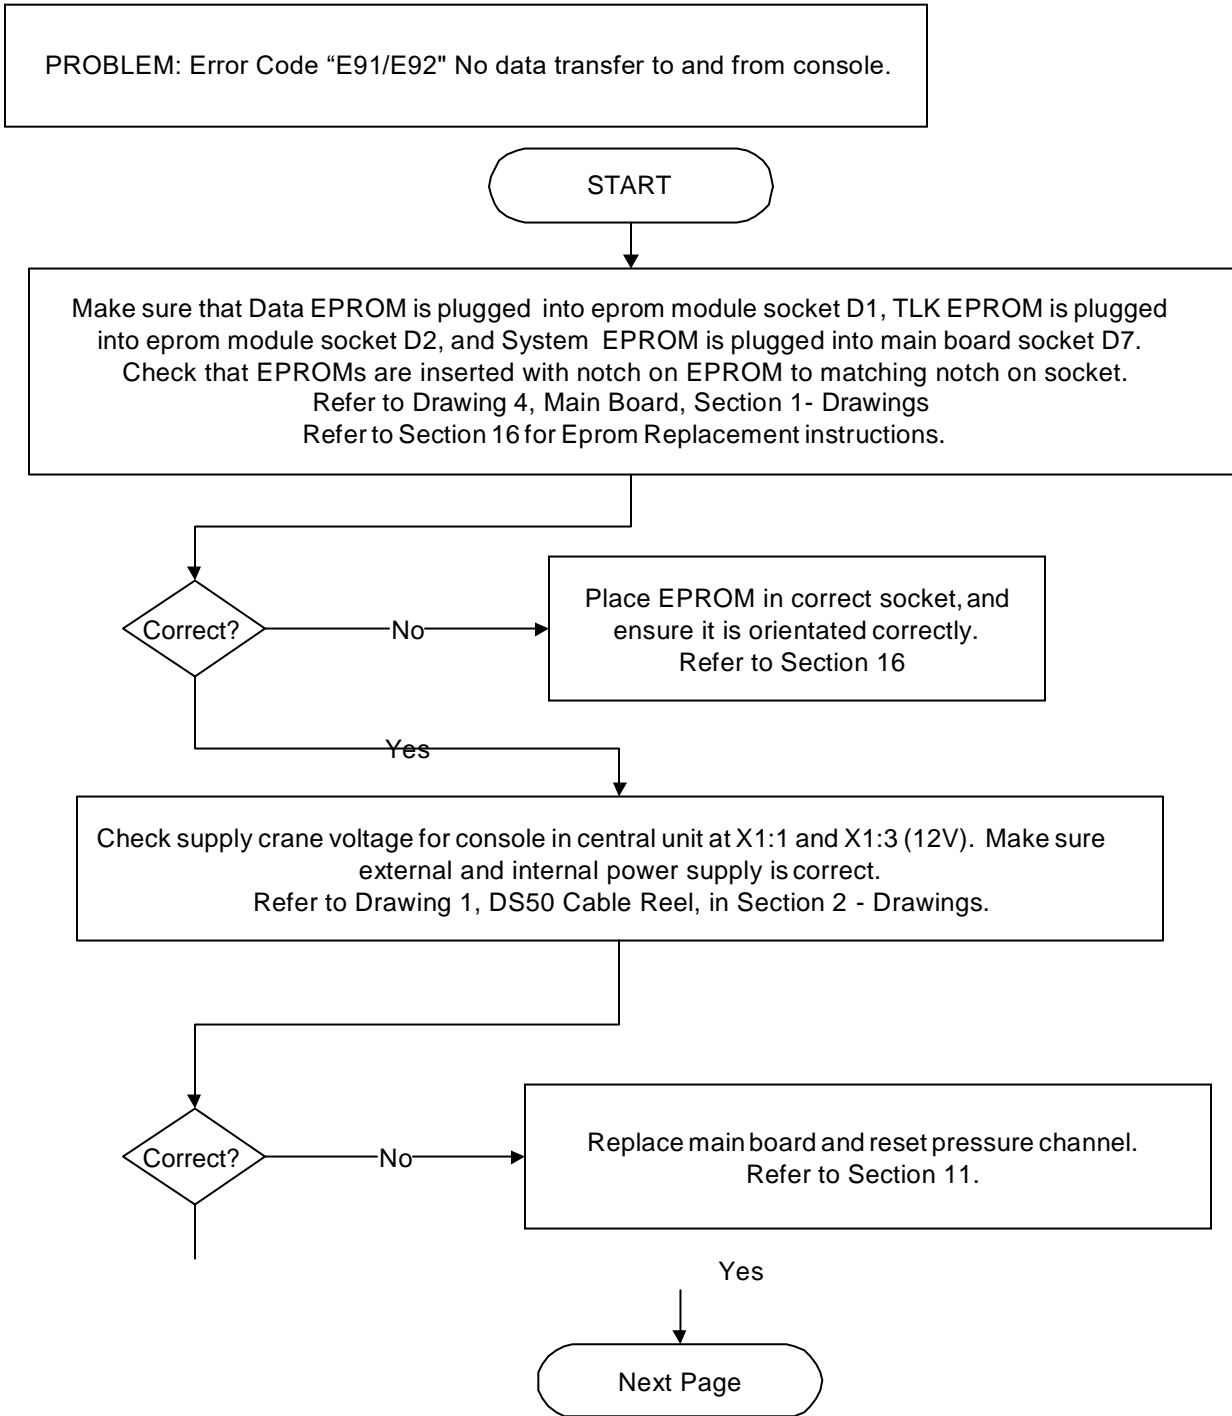 PROBLEM: Error Code “E91/E92" No data transfer to and from console.
START
Make sure that Data EPROM is plugged into eprom module socket D1, TLK EPROM is plugged
into eprom module socket D2, and System EPROM is plugged into main board socket D7.
Check that EPROMs are inserted with notch on EPROM to matching notch on socket.
Refer to Drawing 4, Main Board, Section 1- Drawings
Refer to Section 16 for Eprom Replacement instructions.
Correct?
No
Place EPROM in correct socket, and
ensure it is orientated correctly.
Refer to Section 16
Yes
Check supply crane voltage for console in central unit at X1:1 and X1:3 (12V). Make sure
external and internal power supply is correct.
Refer to Drawing 1, DS50 Cable Reel, in Section 2 - Drawings.
Correct?
No
Replace main board and reset pressure channel.
Refer to Section 11.
Yes
Next Page